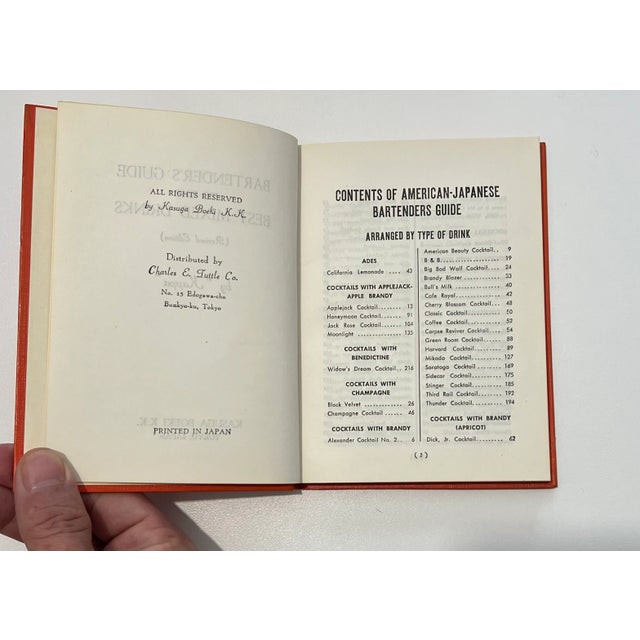 ALL RIGHTS RESERVED
by Kasuga Boeki K.K.
Distributed by
Charles E. Tuttle Co.
No. 15 Edogawa-cho
Bunkyo-ku, Tokyo
PRINTED IN JAPAN
CONTENTS OF AMERICAN-JAPANESE
BARTENDERS GUIDE
ARRANGED BY TYPE OF DRINK
ADES
California Lemonade .... 43
COCKTAILS WITH APPLEJACK-
APPLE BRANDY
Applejack Cocktail........ 13
Honeymoon Cocktail...... 91
Jack Rose Cocktail........ 104
Moonlight .............. 135
COCKTAILS WITH
BENEDICTINE
Widow's Dream Cocktail.. 216
COCKTAILS WITH
CHAMPAGNE
Black Velvet ............ 26
Champagne Cocktail .... 46
COCKTAILS WITH BRANDY
Alexander Cocktail No. 2.. 6
American Beauty Cocktail.. 9
B & B.................. 19
Big Bad Wolf Cocktail .... 24
Brandy Blazer .......... 33
Bull's Milk .............. 40
Cafe Royal.............. 42
Cherry Blossom Cocktail.. 48
Classic Cocktail ........ 50
Coffee Cocktail .......... 52
Corpse Reviver Cocktail.. 54
Green Room Cocktail .... 88
Harvard Cocktail........ 89
Mikado Cocktail ........ 127
Saratoga Cocktail ...... 169
Sidecar Cocktail........ 175
Stinger Cocktail........ 185
Third Rail Cocktail ...... 192
Thunder Cocktail........ 194
COCKTAILS WITH BRANDY
(APRICOT)
Dick, Jr. Cocktail........ 62